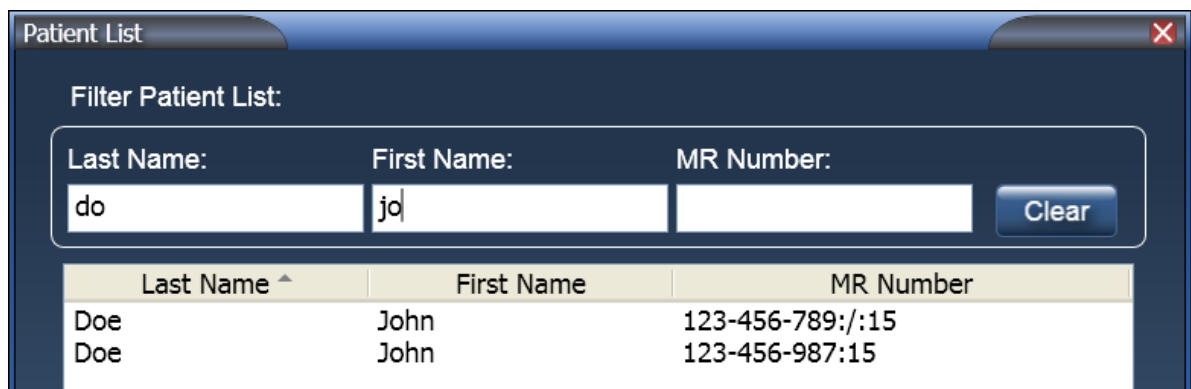 Patient List
Filter Patient List:
Last Name: First Name: MR Number:
do jo Clear
Last Name First Name MR Number
Doe John 123-456-789:/:15
Doe John 123-456-987:15